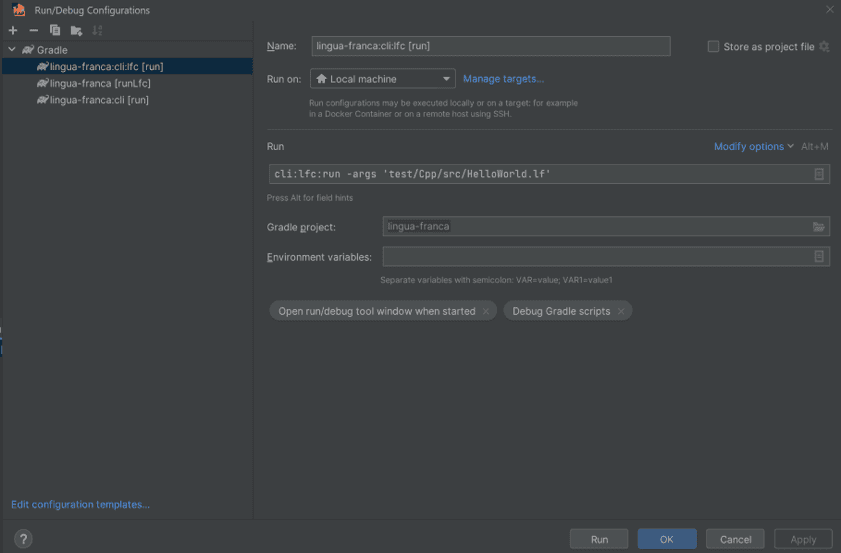 Run/Debug Configurations
Gradle
lingua-franca:cli:lfc [run]
lingua-franca [runLfc]
lingua-franca:cli [run]
Edit configuration templates...
Name: lingua-franca:cli:lfc [run] Store as project file
Run on: Local machine Manage targets...
Run configurations may be executed locally or on a target: for example
in a Docker Container or on a remote host using SSH.
Run Modify options Alt+M
cli:lfc:run -args 'test/Cpp/src/HelloWorld.lf'
Press Alt for field hints
Gradle project: lingua-franca
Environment variables:
Separate variables with semicolon: VAR=value; VAR1=value1
Open run/debug tool window when started × Debug Gradle scripts ×
? Run OK Cancel Apply